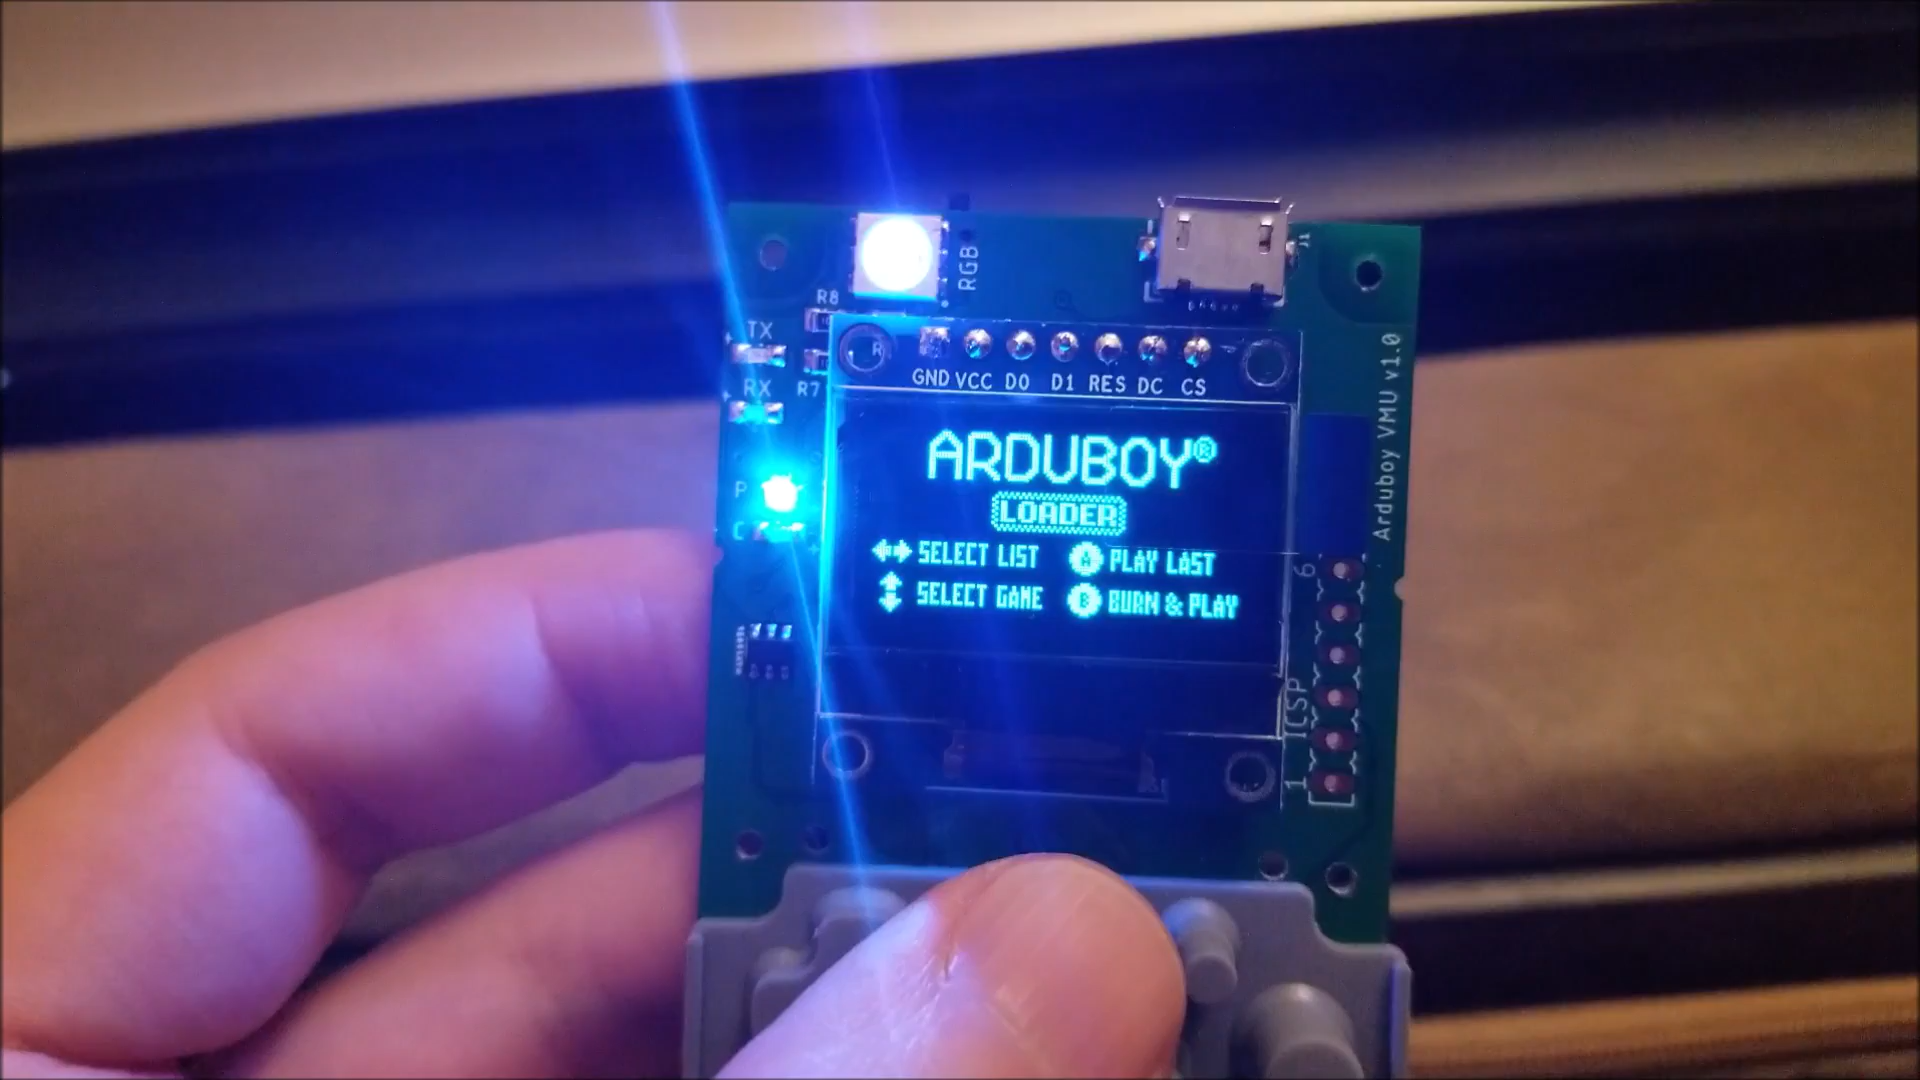 RGB
J1
R8
TX
R7
RX
GND VCC D0 D1 RES DC CS
Arduboy VMU v1.0
ARDUBOY®
LOADER
SELECT LIST
A PLAY LAST
SELECT GAME
B BURN & PLAY
P
C
6
ICSP
1